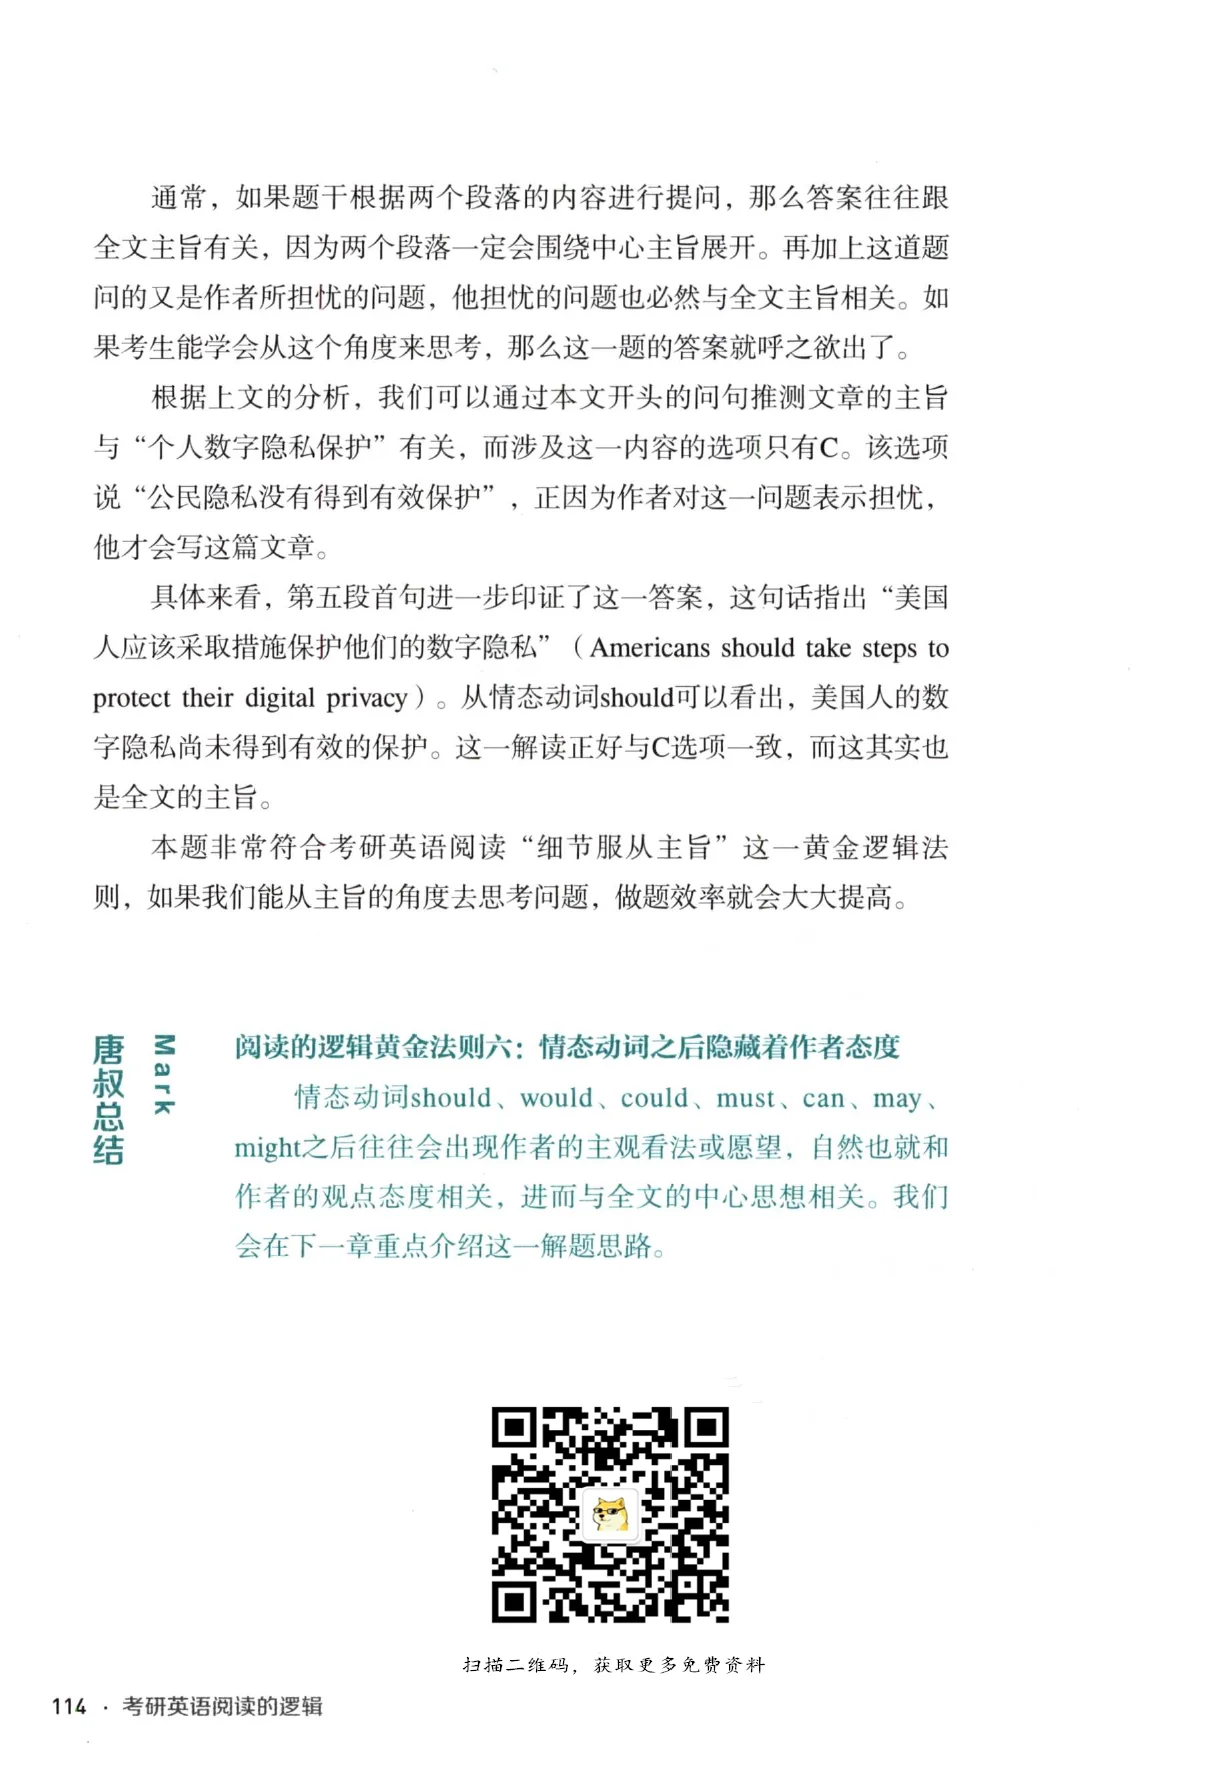 通常，如果题干根据两个段落的内容进行提问，那么答案往往跟
全文主旨有关，因为两个段落一定会围绕中心主旨展开。再加上这道题
问的又是作者所担忧的问题，他担忧的问题也必然与全文主旨相关。如
果考生能学会从这个角度来思考，那么这一题的答案就呼之欲出了。
根据上文的分析，我们可以通过本文开头的问句推测文章的主旨
与“个人数字隐私保护”有关，而涉及这一内容的选项只有C。该选项
说“公民隐私没有得到有效保护”，正因为作者对这一问题表示担忧，
他才会写这篇文章。
具体来看，第五段首句进一步印证了这一答案，这句话指出“美国
人应该采取措施保护他们的数字隐私”（Americans should take steps to
protect their digital privacy）。从情态动词should可以看出，美国人的数
字隐私尚未得到有效的保护。这一解读正好与C选项一致，而这其实也
是全文的主旨。
本题非常符合考研英语阅读“细节服从主旨”这一黄金逻辑法
则，如果我们能从主旨的角度去思考问题，做题效率就会大大提高。
唐叔总结
Mark
阅读的逻辑黄金法则六：情态动词之后隐藏着作者态度
情态动词should、would、could、must、can、may、
might之后往往会出现作者的主观看法或愿望，自然也就和
作者的观点态度相关，进而与全文的中心思想相关。我们
会在下一章重点介绍这一解题思路。
扫描二维码，获取更多免费资料
114 · 考研英语阅读的逻辑